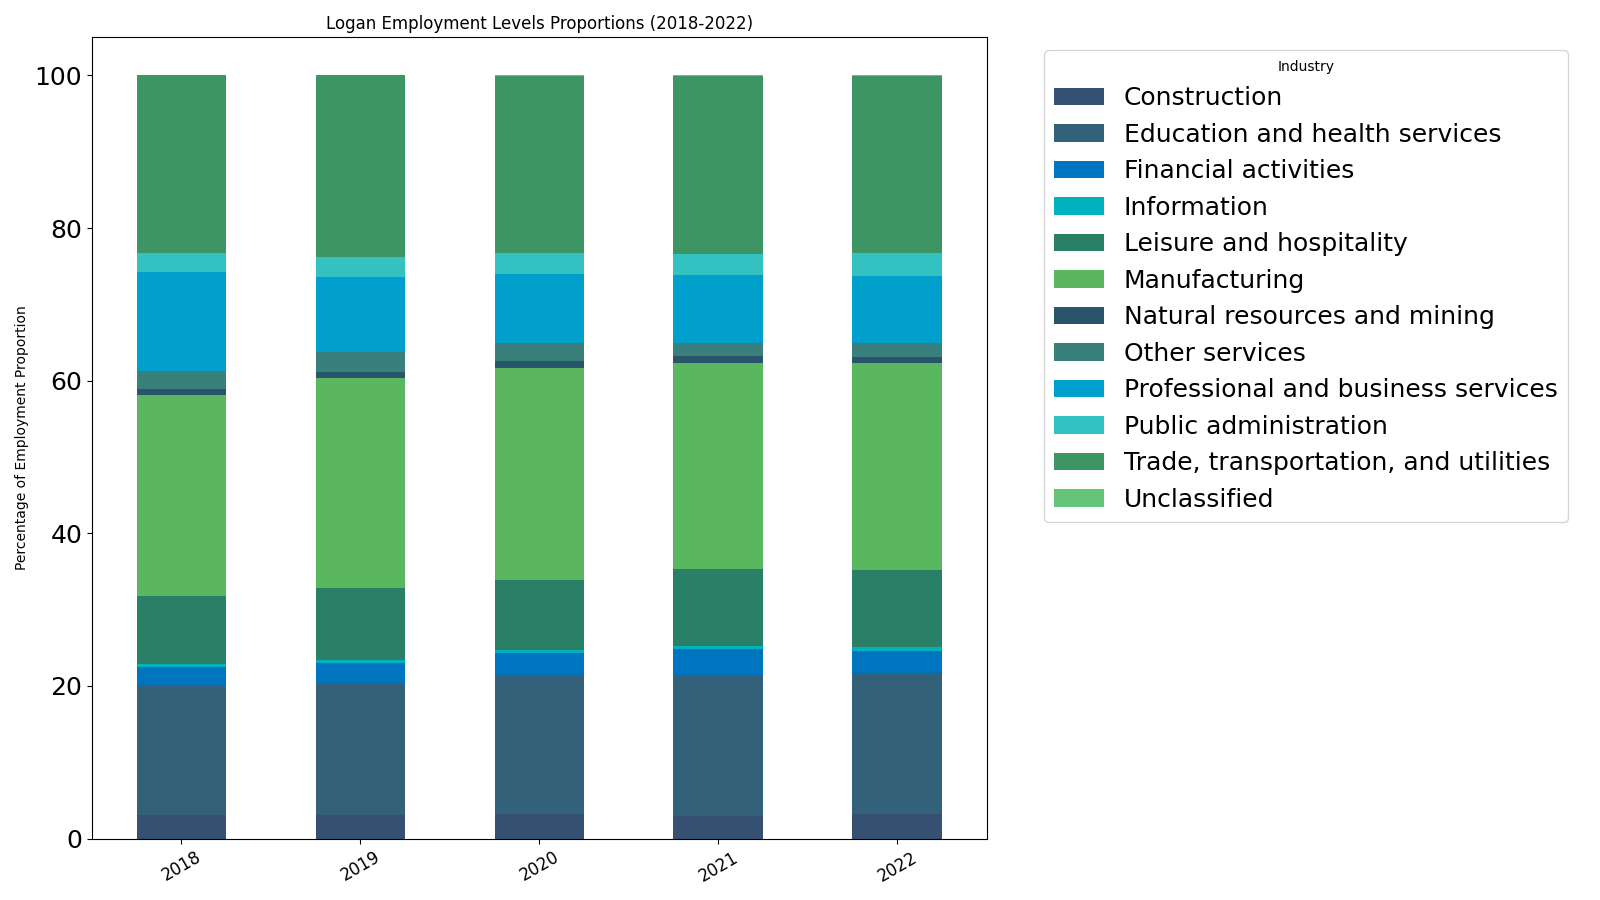 Logan Employment Levels Proportions (2018-2022)
Percentage of Employment Proportion
100
80
60
40
20
0
2018
2019
2020
2021
2022
Industry
Construction
Education and health services
Financial activities
Information
Leisure and hospitality
Manufacturing
Natural resources and mining
Other services
Professional and business services
Public administration
Trade, transportation, and utilities
Unclassified